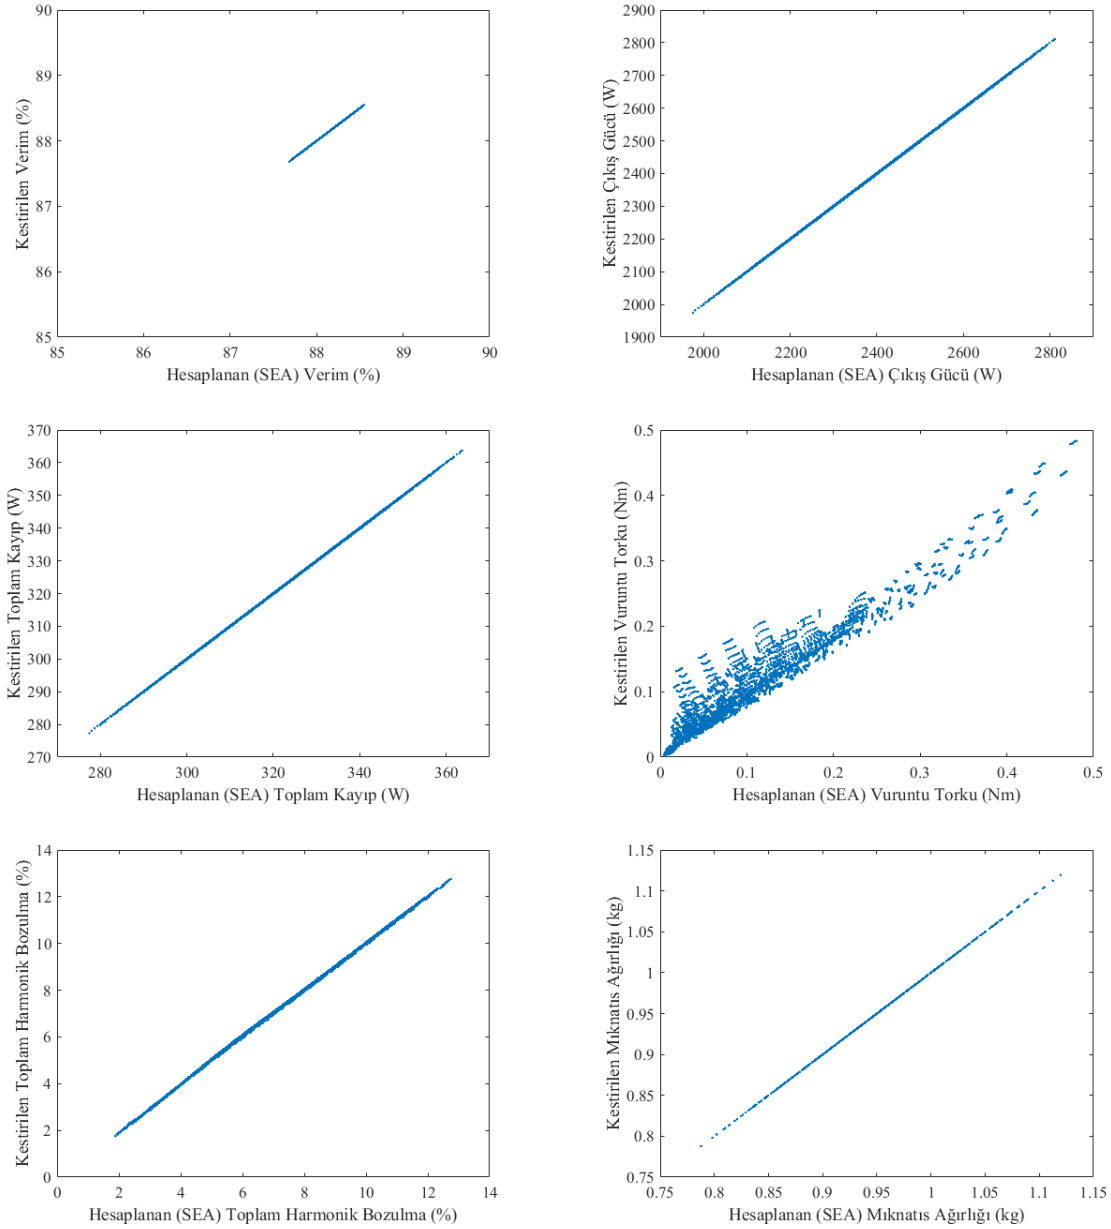 90
89
88
87
86
85
85 86 87 88 89 90
Kestirilen Verim (%)
Hesaplanan (SEA) Verim (%)
2900
2800
2700
2600
2500
2400
2300
2200
2100
2000
1900
2000 2200 2400 2600 2800
Kestirilen Çıkış Gücü (W)
Hesaplanan (SEA) Çıkış Gücü (W)
370
360
350
340
330
320
310
300
290
280
270
280 300 320 340 360
Kestirilen Toplam Kayıp (W)
Hesaplanan (SEA) Toplam Kayıp (W)
0.5
0.4
0.3
0.2
0.1
0
0 0.1 0.2 0.3 0.4 0.5
Kestirilen Vuruntu Torku (Nm)
Hesaplanan (SEA) Vuruntu Torku (Nm)
14
12
10
8
6
4
2
0
0 2 4 6 8 10 12 14
Kestirilen Toplam Harmonik Bozulma (%)
Hesaplanan (SEA) Toplam Harmonik Bozulma (%)
1.15
1.1
1.05
1
0.95
0.9
0.85
0.8
0.75
0.75 0.8 0.85 0.9 0.95 1 1.05 1.1 1.15
Kestirilen Mıknatıs Ağırlığı (kg)
Hesaplanan (SEA) Mıknatıs Ağırlığı (kg)